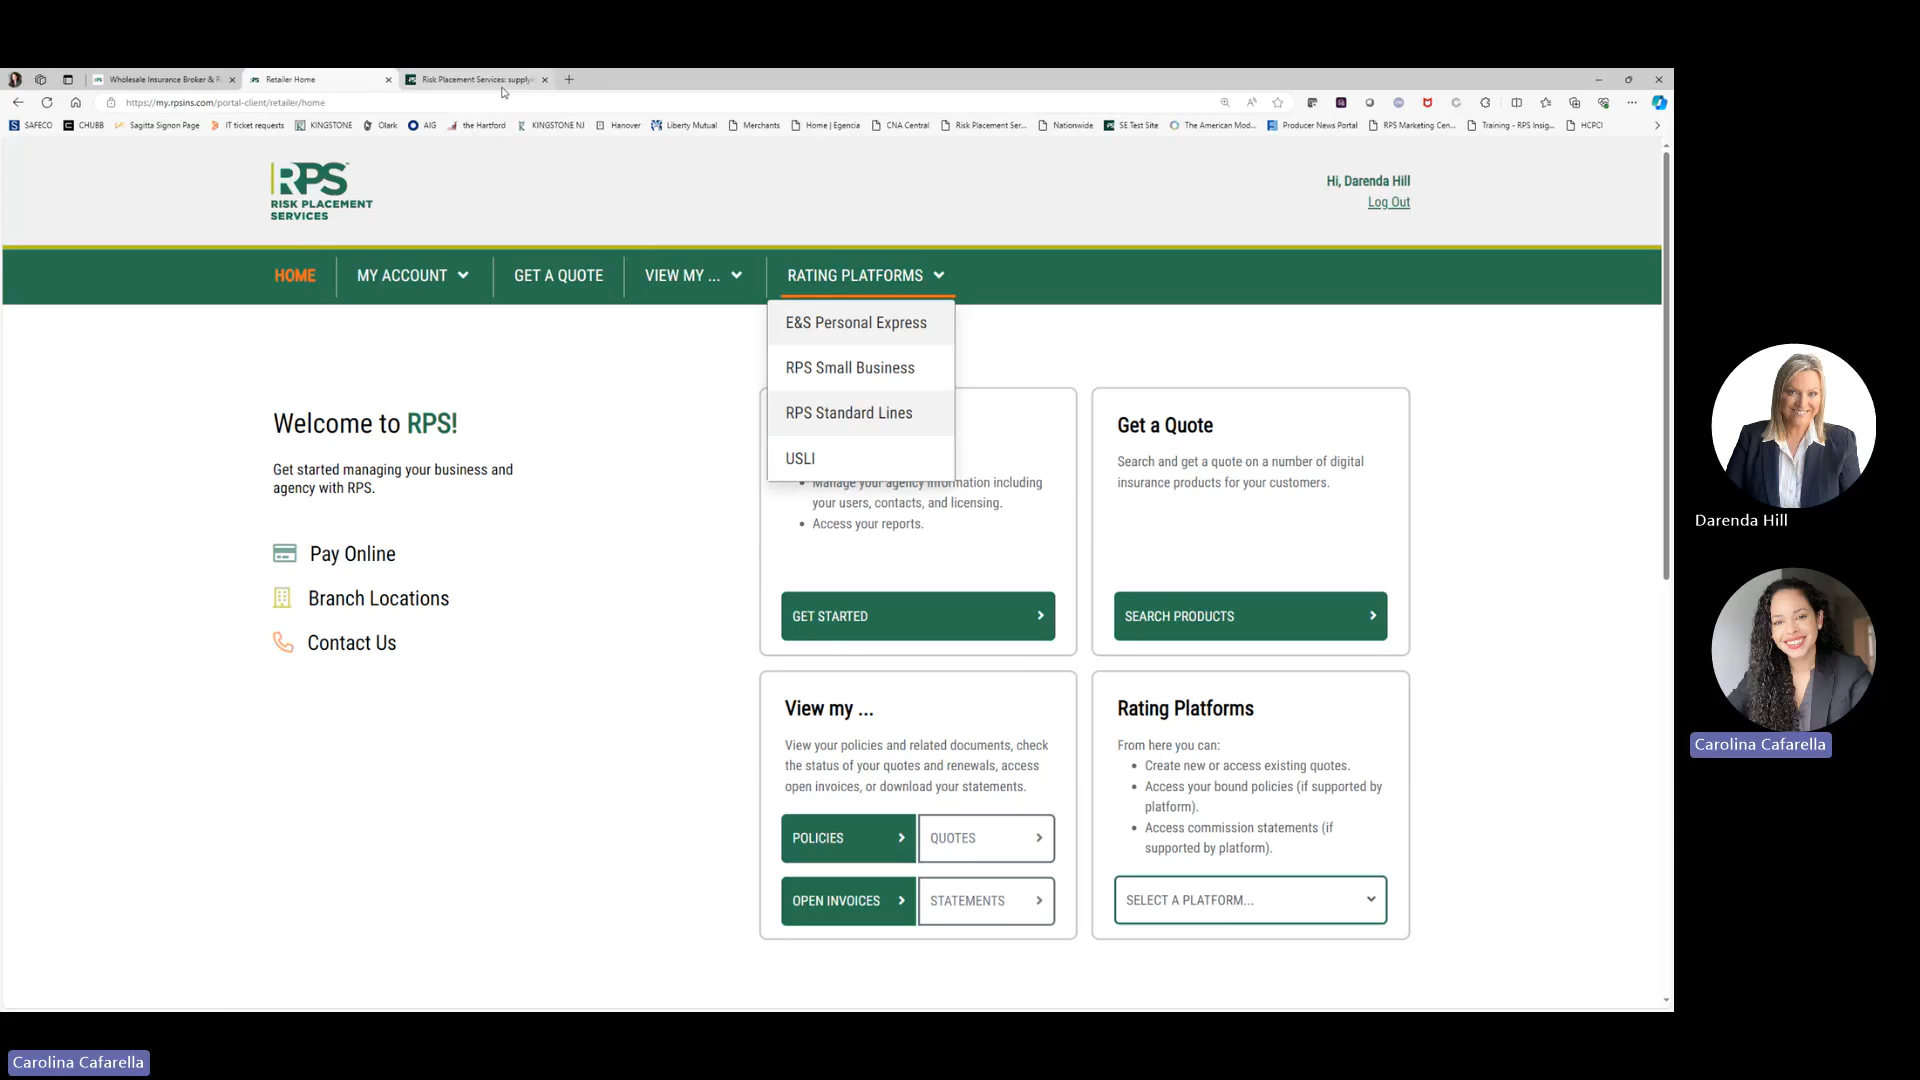 Wholesale Insurance Broker & R
Retailer Home
Risk Placement Services: supplyi
https://my.rpsins.com/portal-client/retailer/home
SAFECO
CHUBB
Sagitta Signon Page
IT ticket requests
KINGSTONE
Olark
AIG
the Hartford
KINGSTONE NJ
Hanover
Liberty Mutual
Merchants
Home | Egencia
CNA Central
Risk Placement Ser...
Nationwide
SE Test Site
The American Mod...
Producer News Portal
RPS Marketing Cen...
Training - RPS Insig...
HCPCI
RPS
RISK PLACEMENT
SERVICES
Hi, Darenda Hill
Log Out
HOME
MY ACCOUNT
GET A QUOTE
VIEW MY ...
RATING PLATFORMS
E&S Personal Express
RPS Small Business
RPS Standard Lines
USLI
Welcome to RPS!
Get started managing your business and
agency with RPS.
Pay Online
Branch Locations
Contact Us
Manage your agency information including
your users, contacts, and licensing.
Access your reports.
GET STARTED
Get a Quote
Search and get a quote on a number of digital
insurance products for your customers.
SEARCH PRODUCTS
View my ...
View your policies and related documents, check
the status of your quotes and renewals, access
open invoices, or download your statements.
POLICIES
QUOTES
OPEN INVOICES
STATEMENTS
Rating Platforms
From here you can:
Create new or access existing quotes.
Access your bound policies (if supported by
platform).
Access commission statements (if
supported by platform).
SELECT A PLATFORM...
Darenda Hill
Carolina Cafarella
Carolina Cafarella